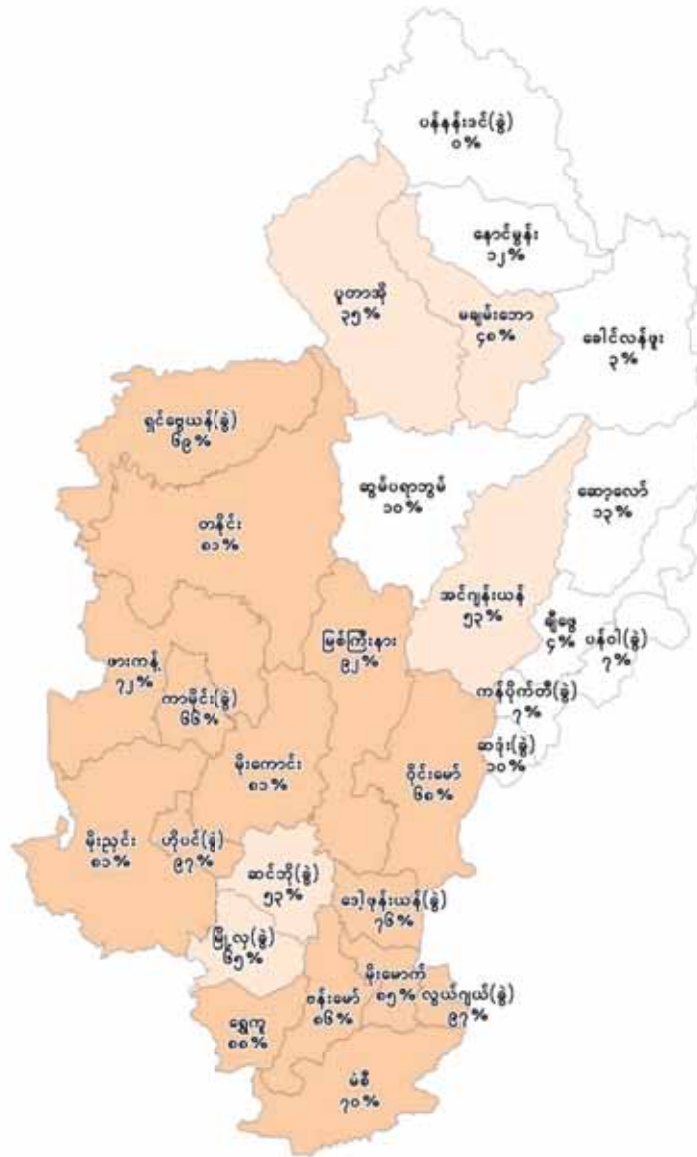 ပန်နန်းဒင်(ခွဲ)
၀%
နောင်မွန်း
၁၂%
ပူတာအို
၃၅%
မချမ်းဘော
၄၈%
ခေါင်လန်ဖူး
၃%
ရှင်ဗွေယန်(ခွဲ)
၆၉%
ဆွမ်ပရာဘွမ်
၁၀%
ဆော့လော်
၁၃%
တနိုင်း
၈၁%
အင်ဂျန်းယန်
၅၃%
မြစ်ကြီးနား
၉၂%
ချီဖွေ
၄%
ပန်ဝါ(ခွဲ)
၇%
ဖားကန့်
၇၂%
ကာမိုင်း(ခွဲ)
၆၆%
ကန်ပိုက်တီ(ခွဲ)
၇%
ဆဒုံး(ခွဲ)
၁၀%
မိုးကောင်း
၈၁%
ဝိုင်းမော်
၆၈%
မိုးညှင်း
၈၁%
ဟိုပင်(ခွဲ)
၉၇%
ဆင်ဘို(ခွဲ)
၅၃%
ဒေါ့ဖုန်းယန်(ခွဲ)
၇၆%
မြို့လှ(ခွဲ)
၆၅%
မိုးမောက်
၈၅%
လွယ်ဂျယ်(ခွဲ)
၉၇%
ဗန်းမော်
၈၆%
ရွှေကူ
၈၈%
မံစီ
၇၀%